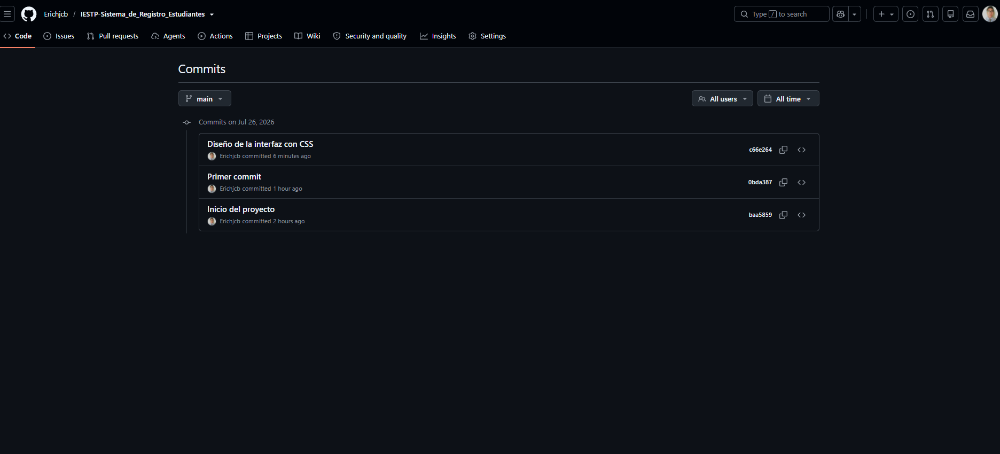 Erichjcb / IESTP-Sistema_de_Registro_Estudiantes
Type / to search
Code Issues Pull requests Agents Actions Projects Wiki Security and quality Insights Settings
Commits
main
All users All time
Commits on Jul 26, 2026
Diseño de la interfaz con CSS
Erichjcb committed 6 minutes ago
c66e264
Primer commit
Erichjcb committed 1 hour ago
0bda387
Inicio del proyecto
Erichjcb committed 2 hours ago
baa5859